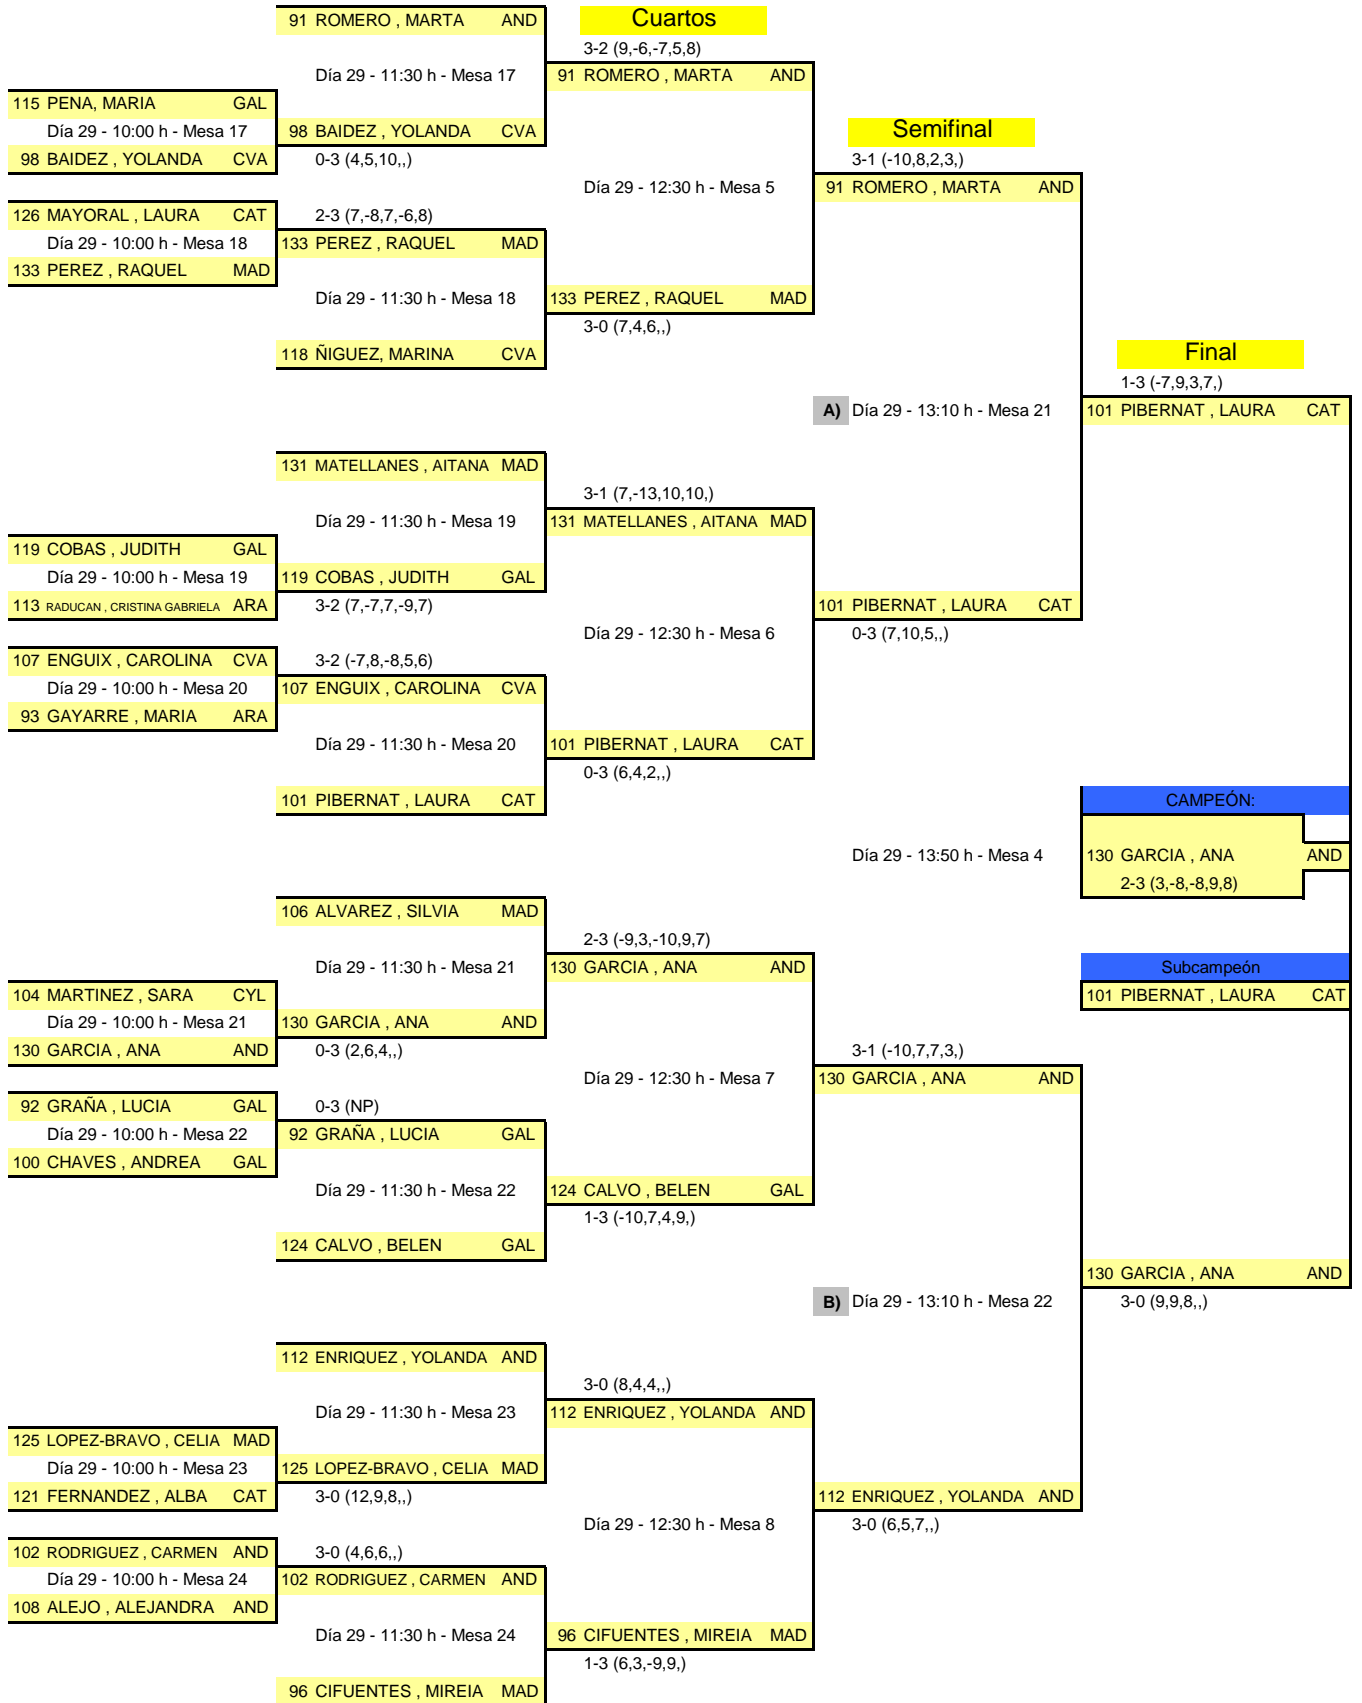 91 ROMERO , MARTA AND
Cuartos
3-2 (9,-6,-7,5,8)
Día 29 - 11:30 h - Mesa 17
91 ROMERO , MARTA AND
115 PENA, MARIA GAL
Día 29 - 10:00 h - Mesa 17
98 BAIDEZ , YOLANDA CVA
Semifinal
98 BAIDEZ , YOLANDA CVA
0-3 (4,5,10,,)
3-1 (-10,8,2,3,)
Día 29 - 12:30 h - Mesa 5
91 ROMERO , MARTA AND
126 MAYORAL , LAURA CAT
2-3 (7,-8,7,-6,8)
Día 29 - 10:00 h - Mesa 18
133 PEREZ , RAQUEL MAD
133 PEREZ , RAQUEL MAD
Día 29 - 11:30 h - Mesa 18
133 PEREZ , RAQUEL MAD
3-0 (7,4,6,,)
118 ÑIGUEZ, MARINA CVA
Final
1-3 (-7,9,3,7,)
A) Día 29 - 13:10 h - Mesa 21
101 PIBERNAT , LAURA CAT
131 MATELLANES , AITANA MAD
3-1 (7,-13,10,10,)
Día 29 - 11:30 h - Mesa 19
131 MATELLANES , AITANA MAD
119 COBAS , JUDITH GAL
Día 29 - 10:00 h - Mesa 19
119 COBAS , JUDITH GAL
113 RADUCAN , CRISTINA GABRIELA ARA
3-2 (7,-7,7,-9,7)
101 PIBERNAT , LAURA CAT
Día 29 - 12:30 h - Mesa 6
0-3 (7,10,5,,)
107 ENGUIX , CAROLINA CVA
3-2 (-7,8,-8,5,6)
Día 29 - 10:00 h - Mesa 20
107 ENGUIX , CAROLINA CVA
93 GAYARRE , MARIA ARA
Día 29 - 11:30 h - Mesa 20
101 PIBERNAT , LAURA CAT
0-3 (6,4,2,,)
101 PIBERNAT , LAURA CAT
CAMPEÓN:
Día 29 - 13:50 h - Mesa 4
130 GARCIA , ANA AND
2-3 (3,-8,-8,9,8)
106 ALVAREZ , SILVIA MAD
2-3 (-9,3,-10,9,7)
Día 29 - 11:30 h - Mesa 21
130 GARCIA , ANA AND
Subcampeón
104 MARTINEZ , SARA CYL
101 PIBERNAT , LAURA CAT
Día 29 - 10:00 h - Mesa 21
130 GARCIA , ANA AND
130 GARCIA , ANA AND
0-3 (2,6,4,,)
3-1 (-10,7,7,3,)
Día 29 - 12:30 h - Mesa 7
130 GARCIA , ANA AND
92 GRAÑA , LUCIA GAL
0-3 (NP)
Día 29 - 10:00 h - Mesa 22
92 GRAÑA , LUCIA GAL
100 CHAVES , ANDREA GAL
Día 29 - 11:30 h - Mesa 22
124 CALVO , BELEN GAL
1-3 (-10,7,4,9,)
124 CALVO , BELEN GAL
130 GARCIA , ANA AND
B) Día 29 - 13:10 h - Mesa 22
3-0 (9,9,8,,)
112 ENRIQUEZ , YOLANDA AND
3-0 (8,4,4,,)
Día 29 - 11:30 h - Mesa 23
112 ENRIQUEZ , YOLANDA AND
125 LOPEZ-BRAVO , CELIA MAD
Día 29 - 10:00 h - Mesa 23
125 LOPEZ-BRAVO , CELIA MAD
121 FERNANDEZ , ALBA CAT
3-0 (12,9,8,,)
112 ENRIQUEZ , YOLANDA AND
Día 29 - 12:30 h - Mesa 8
3-0 (6,5,7,,)
102 RODRIGUEZ , CARMEN AND
3-0 (4,6,6,,)
Día 29 - 10:00 h - Mesa 24
102 RODRIGUEZ , CARMEN AND
108 ALEJO , ALEJANDRA AND
Día 29 - 11:30 h - Mesa 24
96 CIFUENTES , MIREIA MAD
1-3 (6,3,-9,9,)
96 CIFUENTES , MIREIA MAD